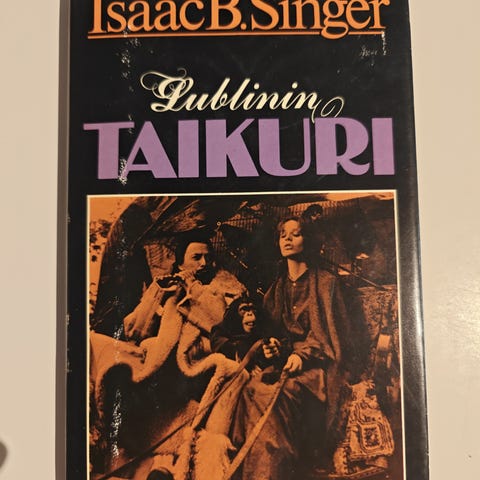 Isaac B. Singer
Lublinin
TAIKURI